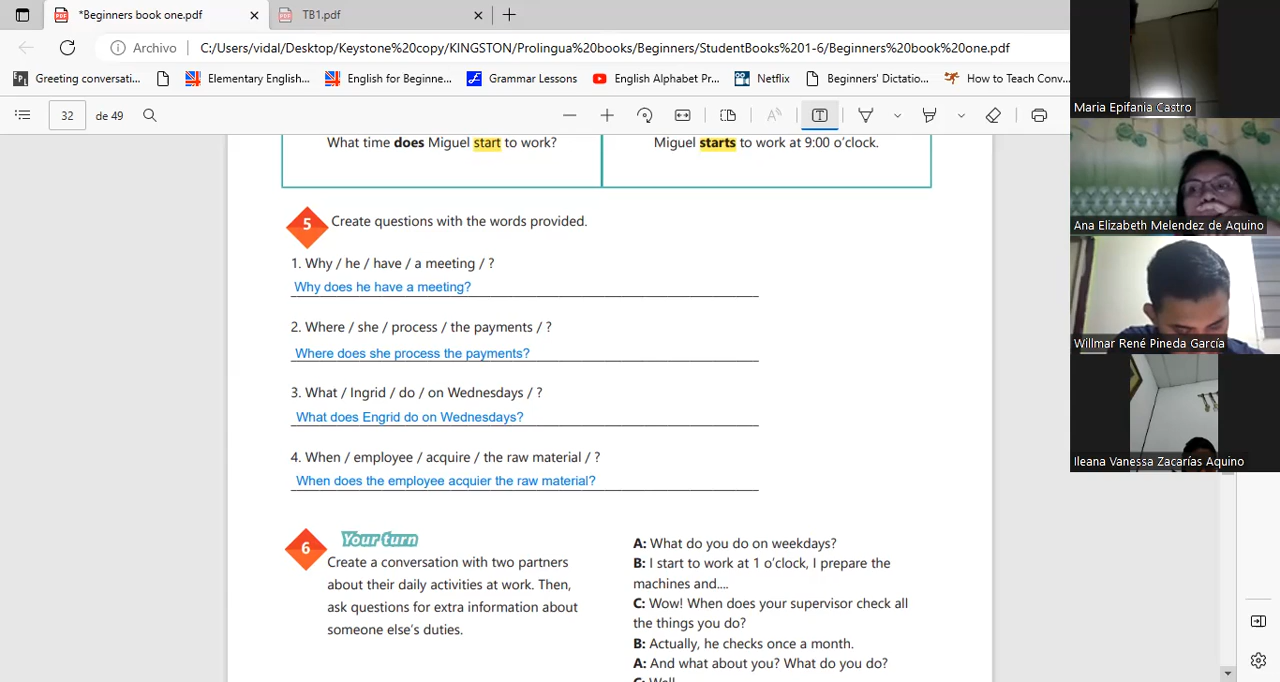 *Beginners book one.pdf
TB1.pdf
Archivo
C:/Users/vidal/Desktop/Keystone%20copy/KINGSTON/Prolingua%20books/Beginners/StudentBooks%201-6/Beginners%20book%20one.pdf
Greeting conversati...
Elementary English...
English for Beginne...
Grammar Lessons
English Alphabet Pr...
Netflix
Beginners' Dictatio...
How to Teach Conv...
32
de 49
What time does Miguel start to work?
Miguel starts to work at 9:00 o'clock.
5
Create questions with the words provided.
1. Why / he / have / a meeting / ?
Why does he have a meeting?
2. Where / she / process / the payments / ?
Where does she process the payments?
3. What / Ingrid / do / on Wednesdays / ?
What does Engrid do on Wednesdays?
4. When / employee / acquire / the raw material / ?
When does the employee acquier the raw material?
6
Your turn
Create a conversation with two partners
about their daily activities at work. Then,
ask questions for extra information about
someone else's duties.
A: What do you do on weekdays?
B: I start to work at 1 o'clock, I prepare the
machines and....
C: Wow! When does your supervisor check all
the things you do?
B: Actually, he checks once a month.
A: And what about you? What do you do?
C: Well
Maria Epifania Castro
Ana Elizabeth Melendez de Aquino
Willmar René Pineda García
Ileana Vanessa Zacarías Aquino